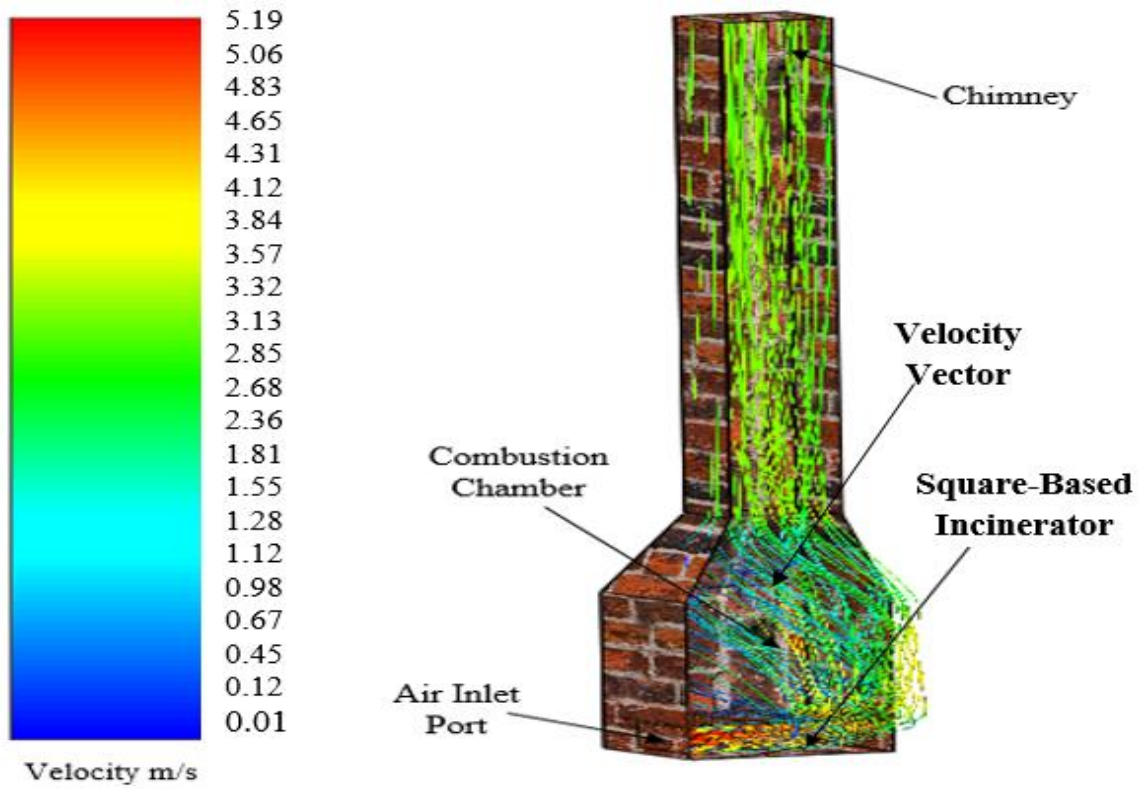 5.19
5.06
4.83
4.65
4.31
4.12
3.84
3.57
3.32
3.13
2.85
2.68
2.36
1.81
1.55
1.28
1.12
0.98
0.67
0.45
0.12
0.01
Velocity m/s
Chimney
Velocity
Vector
Combustion
Chamber
Square-Based
Incinerator
Air Inlet
Port